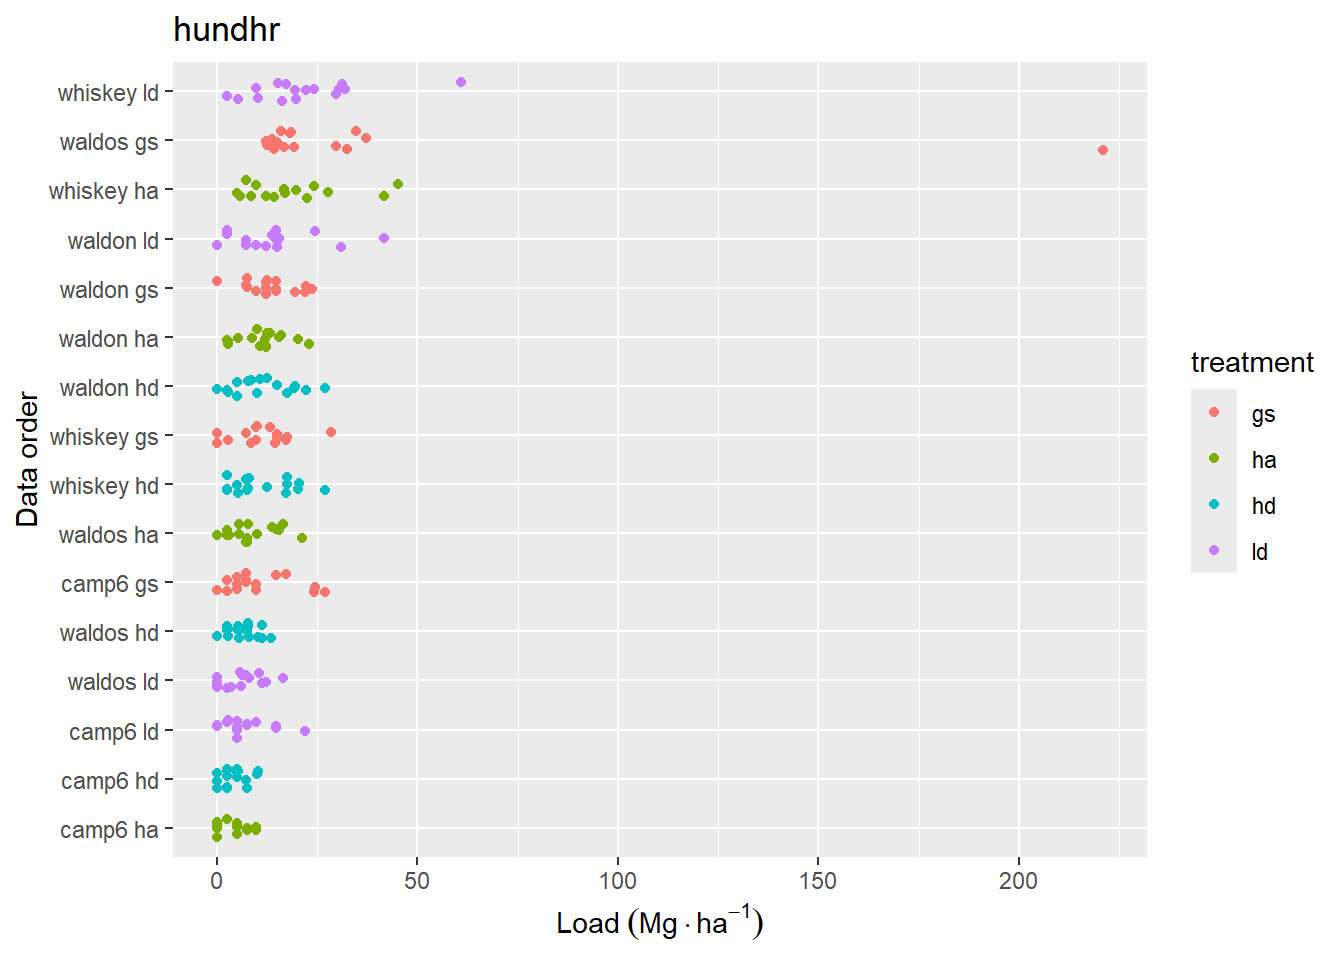 hundhr
whiskey ld
waldos gs
whiskey ha
waldon ld
waldon gs
waldon ha
waldon hd
whiskey gs
whiskey hd
waldos ha
camp6 gs
waldos hd
waldos ld
camp6 ld
camp6 hd
camp6 ha
Data order
0 50 100 150 200
Load (Mg·ha⁻¹)
treatment
gs
ha
hd
ld